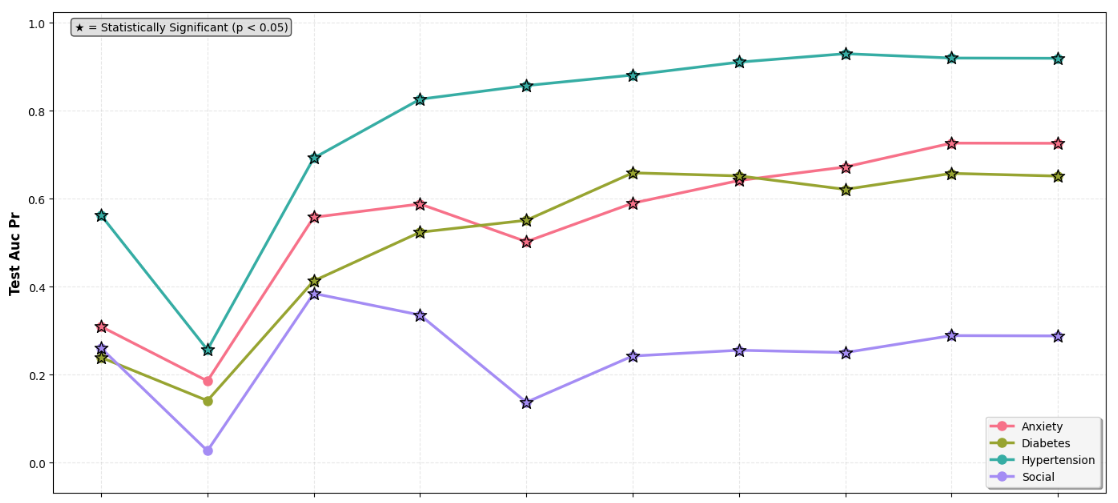 ★ = Statistically Significant (p < 0.05)
1.0
0.8
0.6
0.4
0.2
0.0
Test Auc Pr
Anxiety
Diabetes
Hypertension
Social